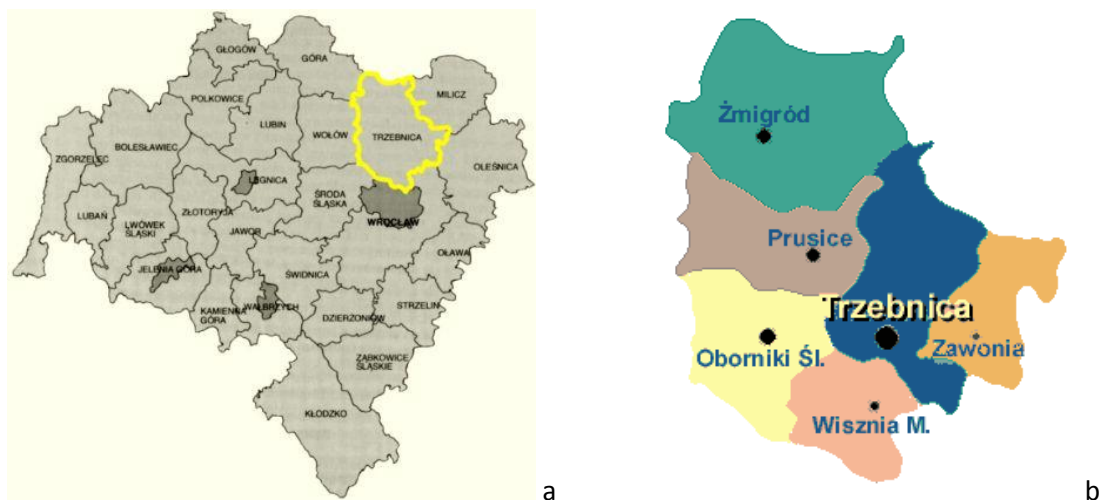 GŁOGÓW
GÓRA
MILICZ
POLKOWICE
LUBIN
WOŁÓW
TRZEBNICA
BOLESŁAWIEC
ZGORZELEC
OLEŚNICA
LEGNICA
ŚRODA
ŚLĄSKA
LUBAŃ
LWÓWEK
ŚLĄSKI
ZŁOTORYJA
WROCŁAW
JAWOR
OŁAWA
JELENIA GÓRA
ŚWIDNICA
KAMIENNA
GÓRA
WAŁBRZYCH
STRZELIN
DZIERŻONIÓW
ZĄBKOWICE
ŚLĄSKIE
KŁODZKO
a
Żmigród
Prusice
Trzebnica
Oborniki Śl.
Zawonia
Wisznia M.
b